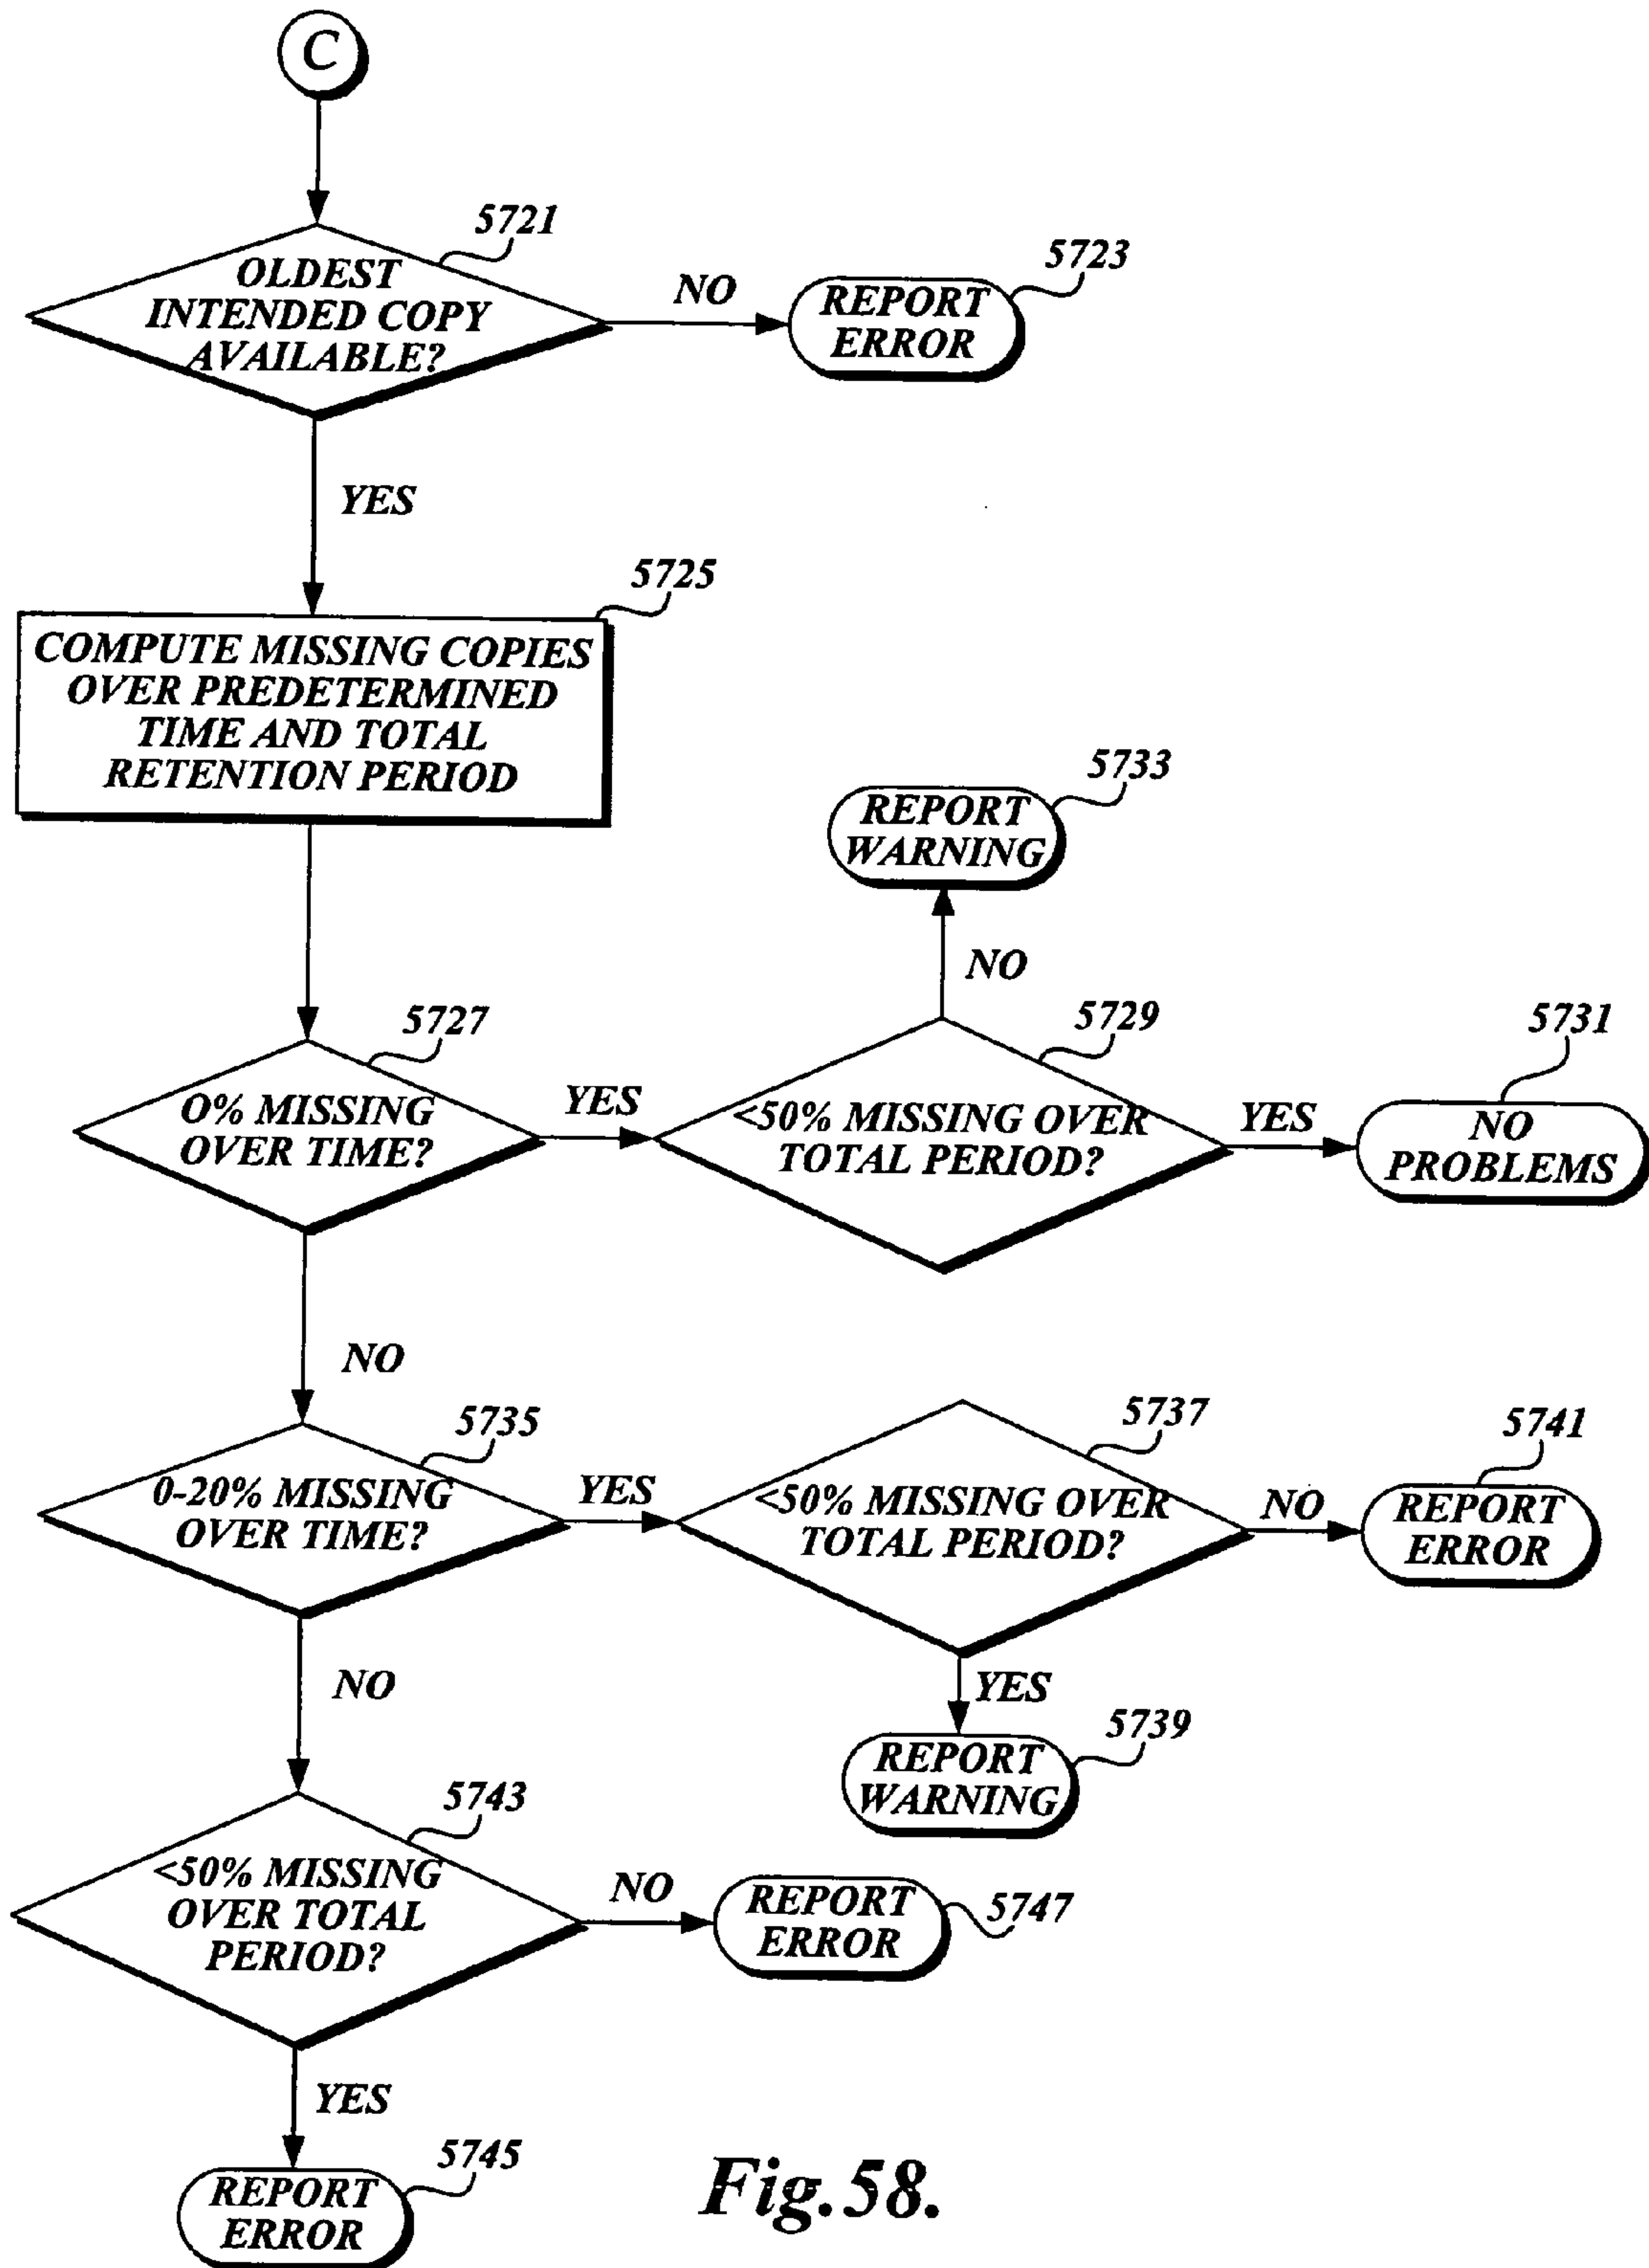 C
5721
OLDEST
INTENDED COPY
AVAILABLE?
NO
5723
REPORT
ERROR
YES
5725
COMPUTE MISSING COPIES
OVER PREDETERMINED
TIME AND TOTAL
RETENTION PERIOD
5733
REPORT
WARNING
NO
5727
0% MISSING
OVER TIME?
YES
5729
<50% MISSING OVER
TOTAL PERIOD?
YES
5731
NO
PROBLEMS
NO
5735
0-20% MISSING
OVER TIME?
YES
5737
<50% MISSING OVER
TOTAL PERIOD?
NO
5741
REPORT
ERROR
YES
5739
REPORT
WARNING
NO
5743
<50% MISSING
OVER TOTAL
PERIOD?
NO
REPORT
ERROR
5747
YES
5745
REPORT
ERROR
Fig.58.